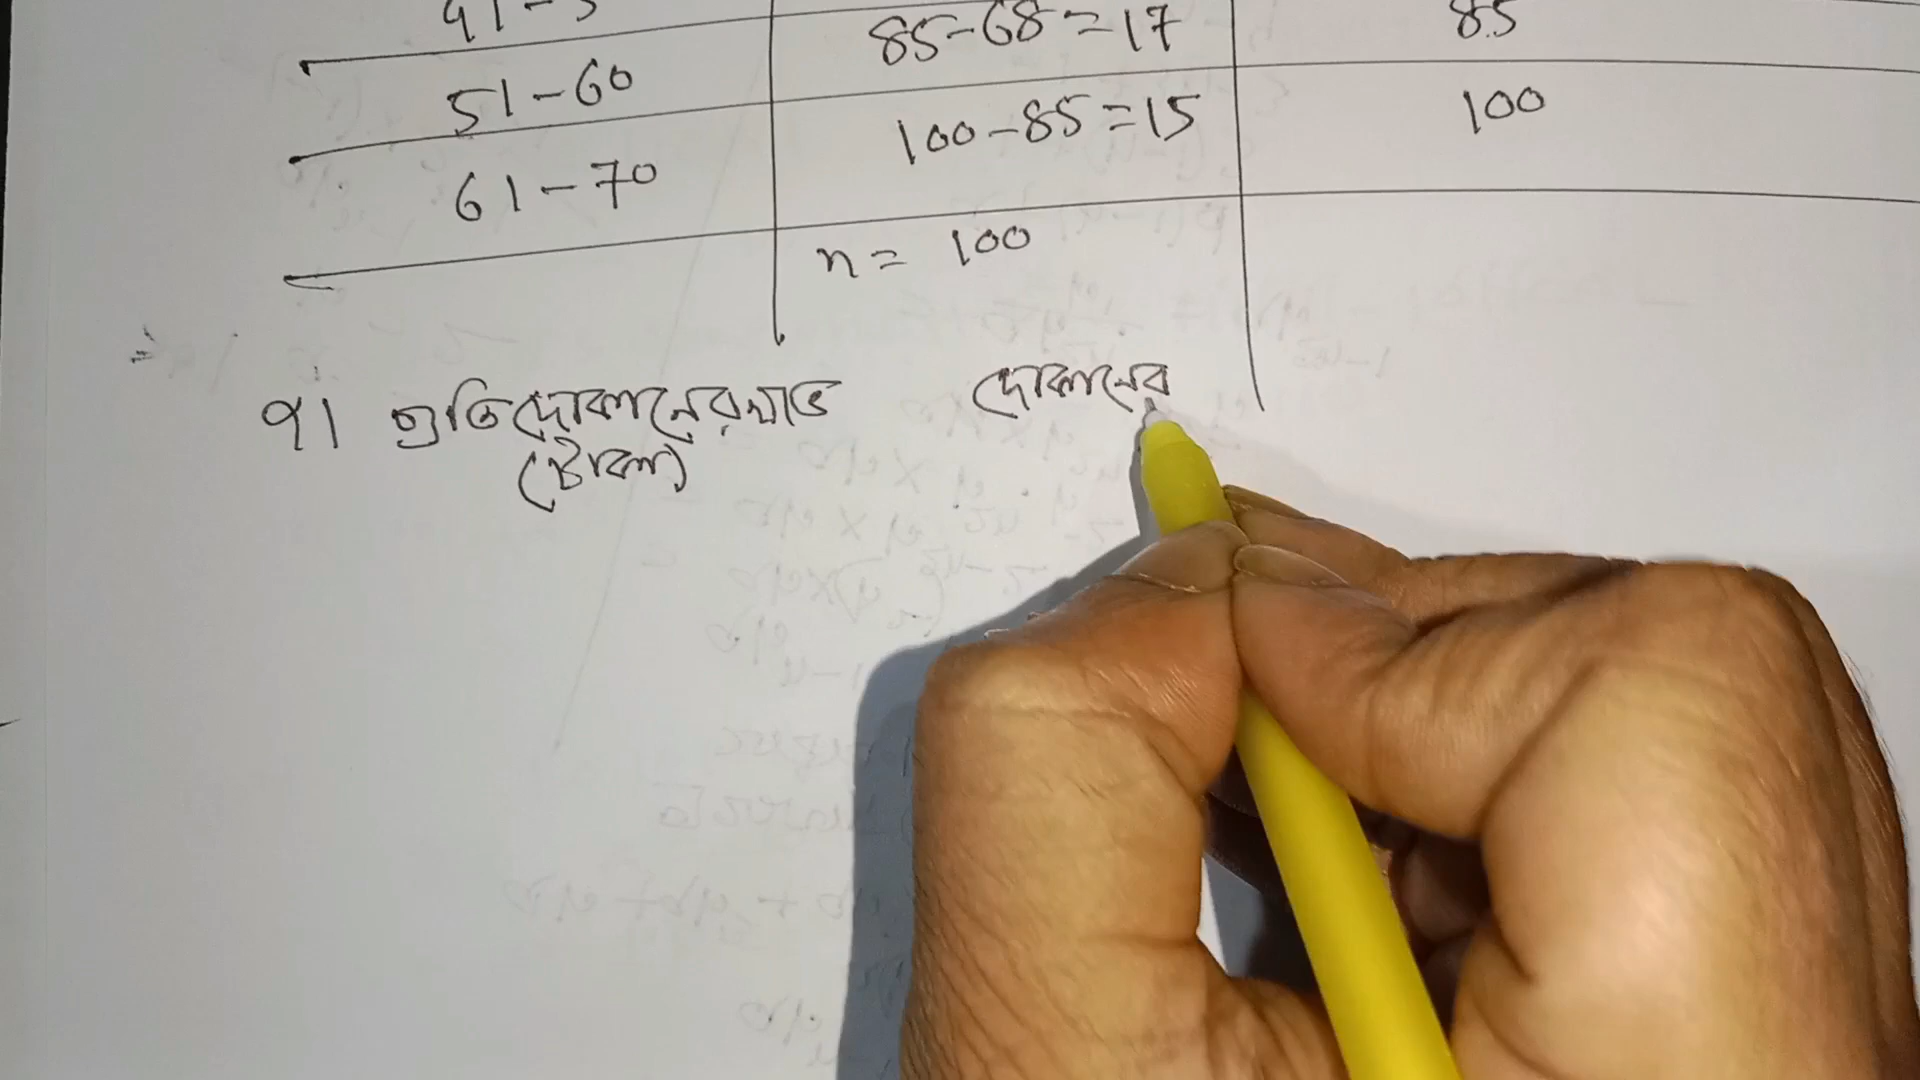 85-68=17 85
51-60 100-85=15 100
61-70
n= 100
৭। প্রতিদোকানের লাভ দোকানের
(টাকা)